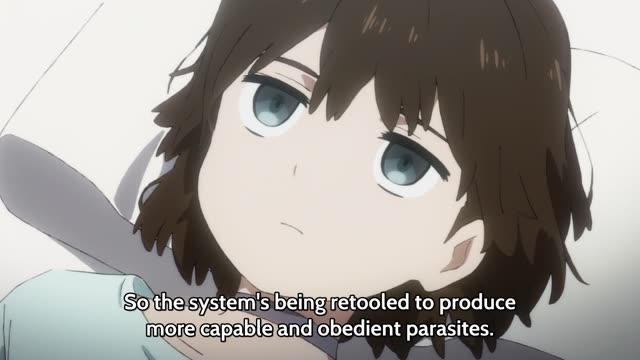 So the system's being retooled to produce
more capable and obedient parasites.